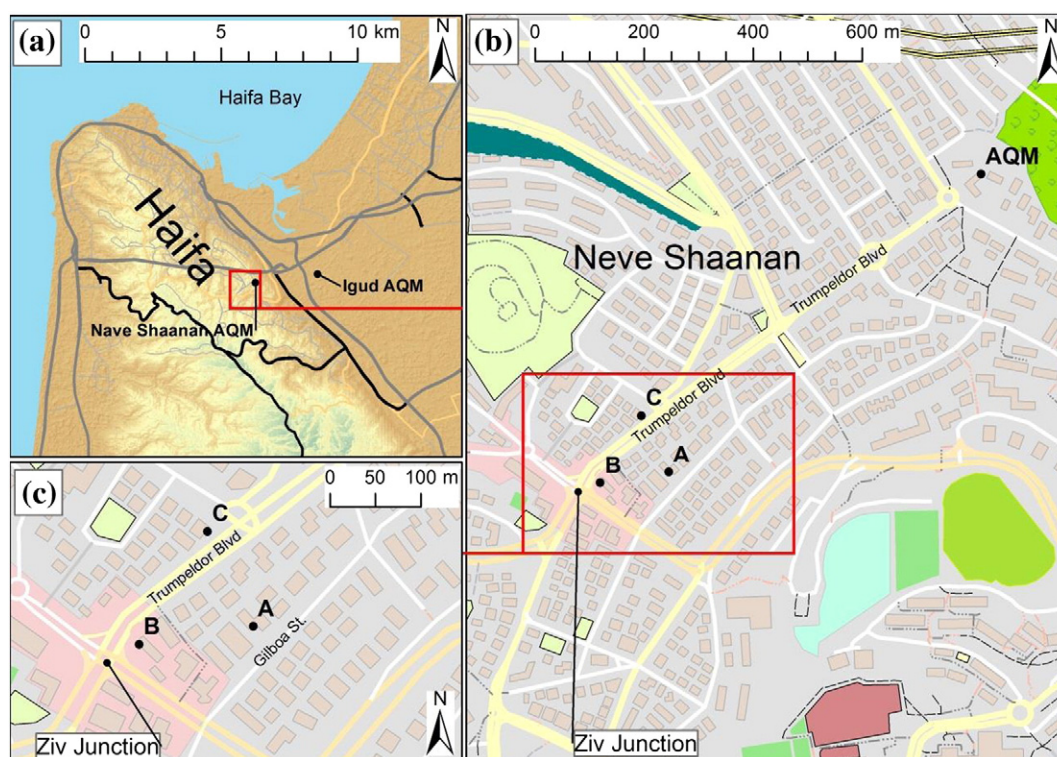 (a)
0 5 10 km
N
Haifa Bay
Haifa
Igud AQM
Nave Shaanan AQM
(b)
0 200 400 600 m
N
AQM
Neve Shaanan
Trumpeldor Blvd
C
Trumpeldor Blvd
A
B
Ziv Junction
(c)
0 50 100 m
C
Trumpeldor Blvd
A
B
Gilboa St.
N
Ziv Junction